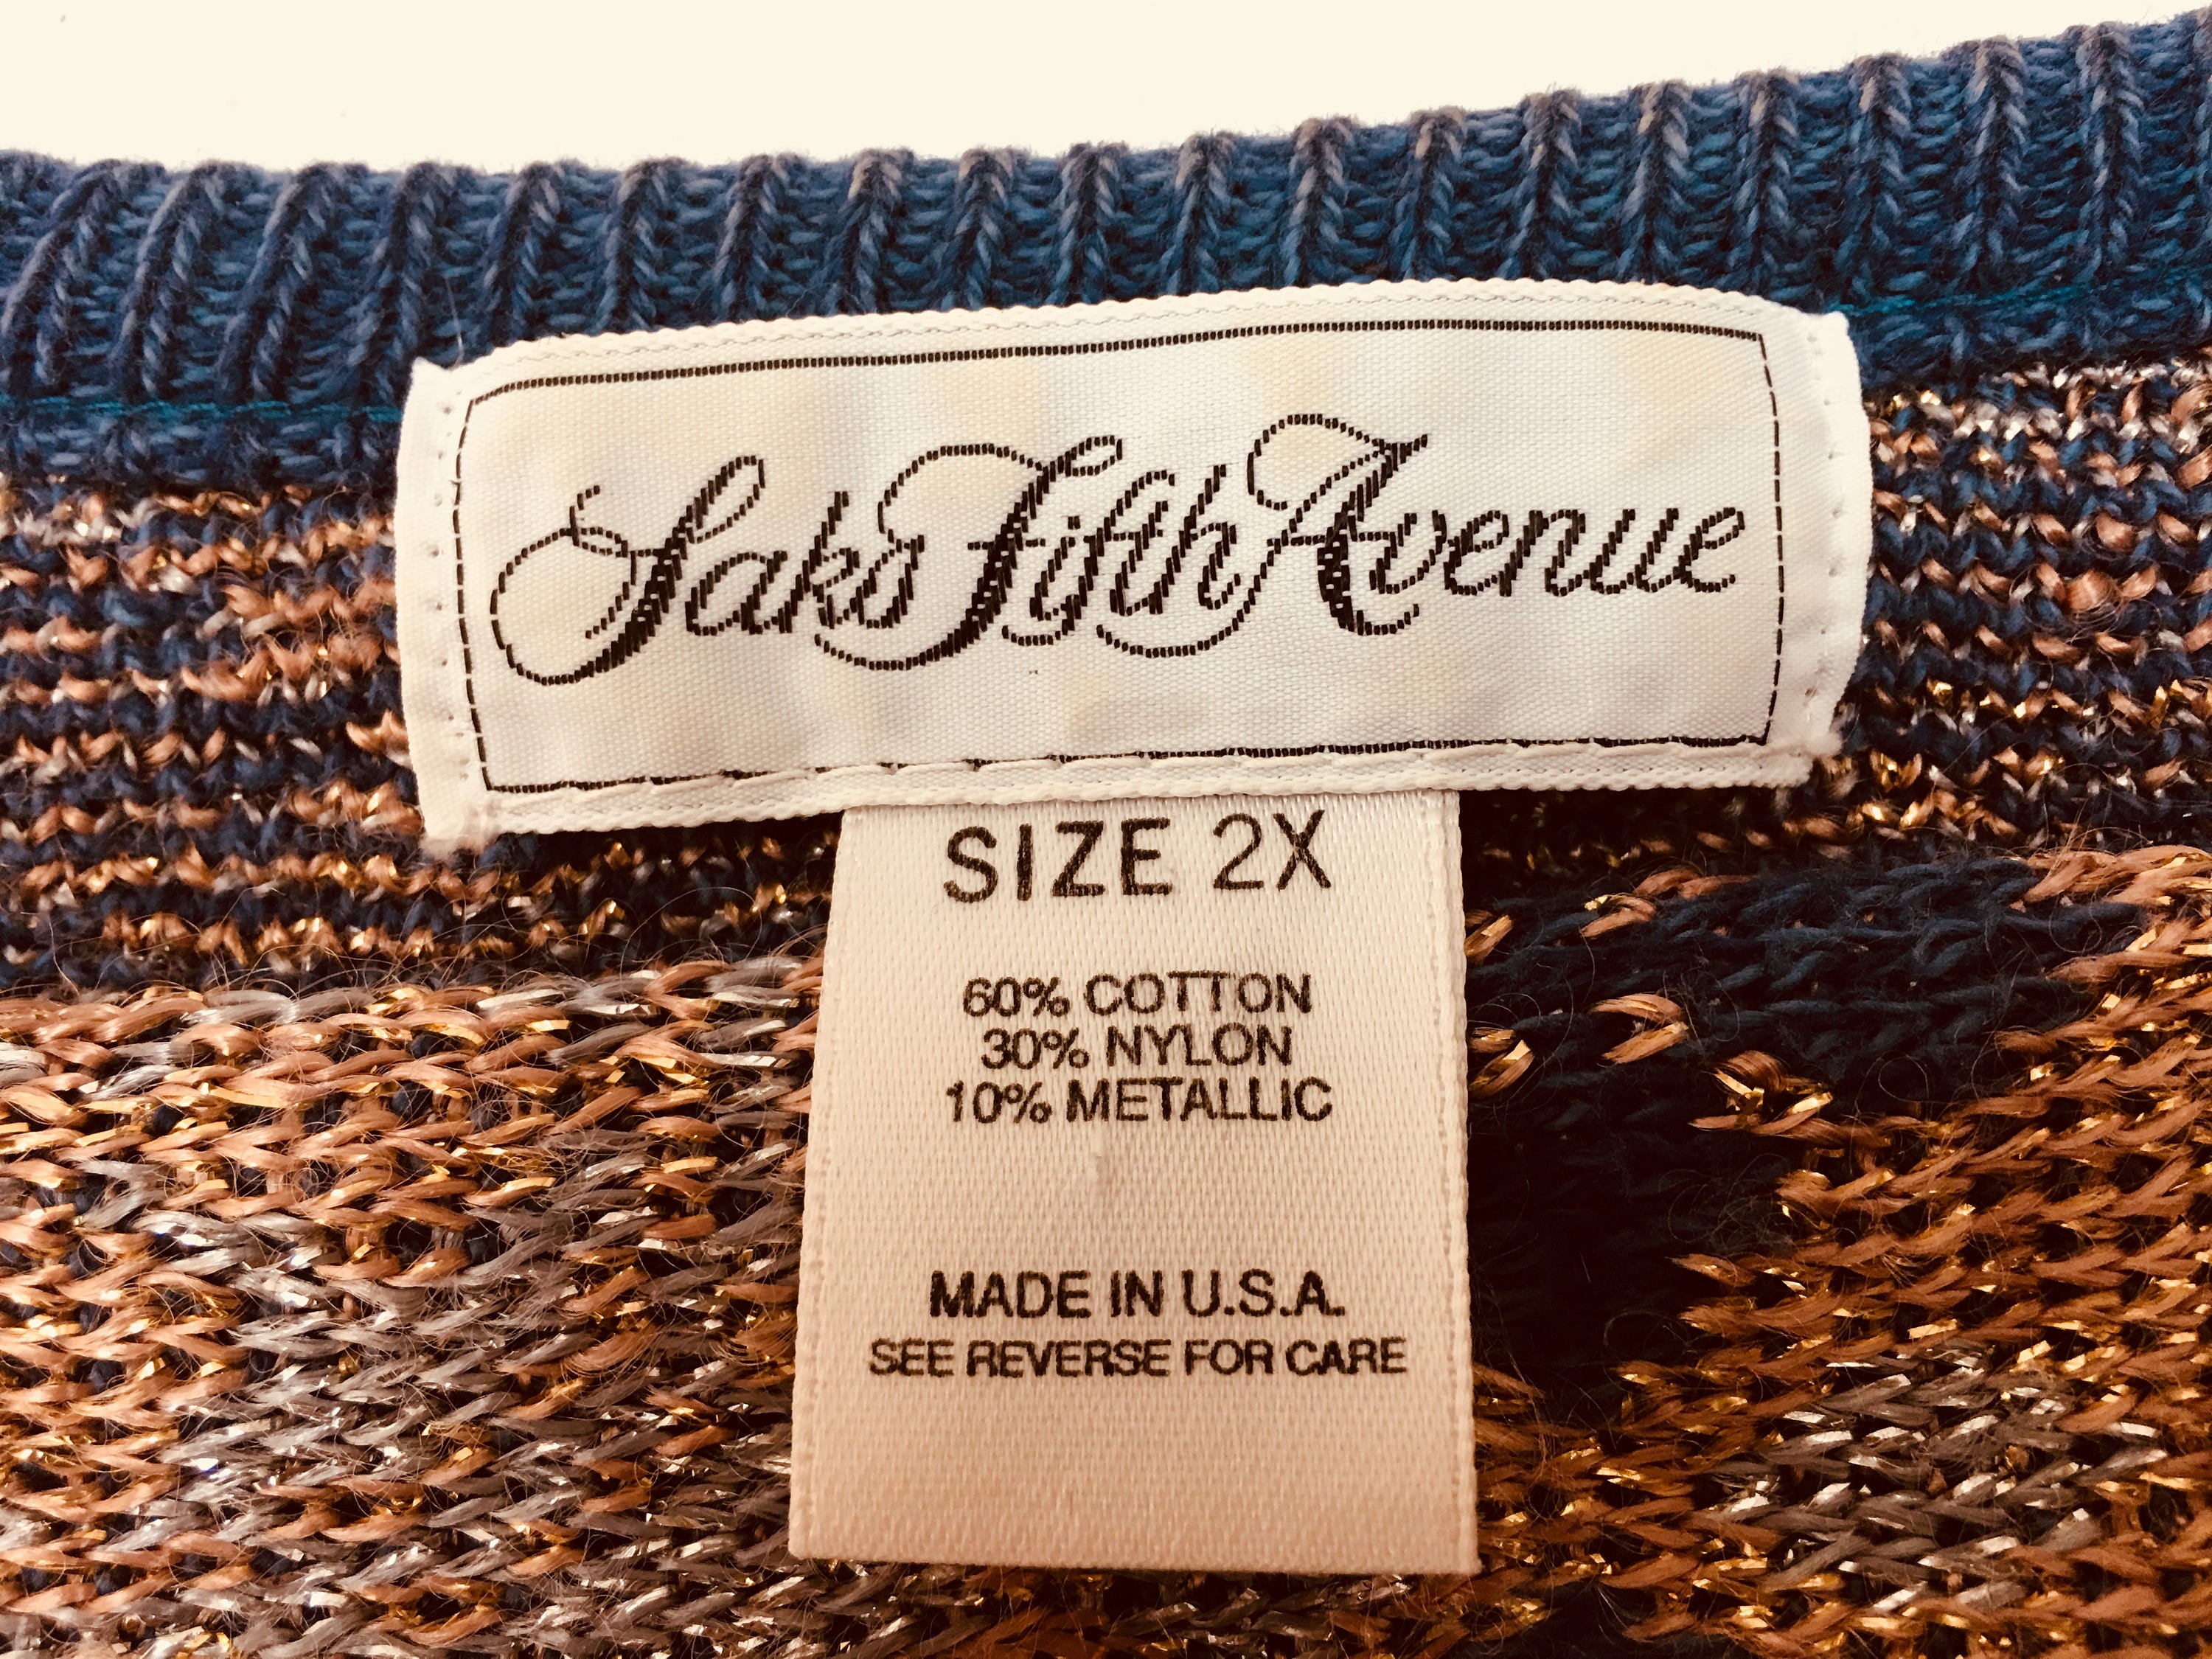 Saks Fifth Avenue
SIZE 2X
60% COTTON
30% NYLON
10% METALLIC
MADE IN U.S.A.
SEE REVERSE FOR CARE